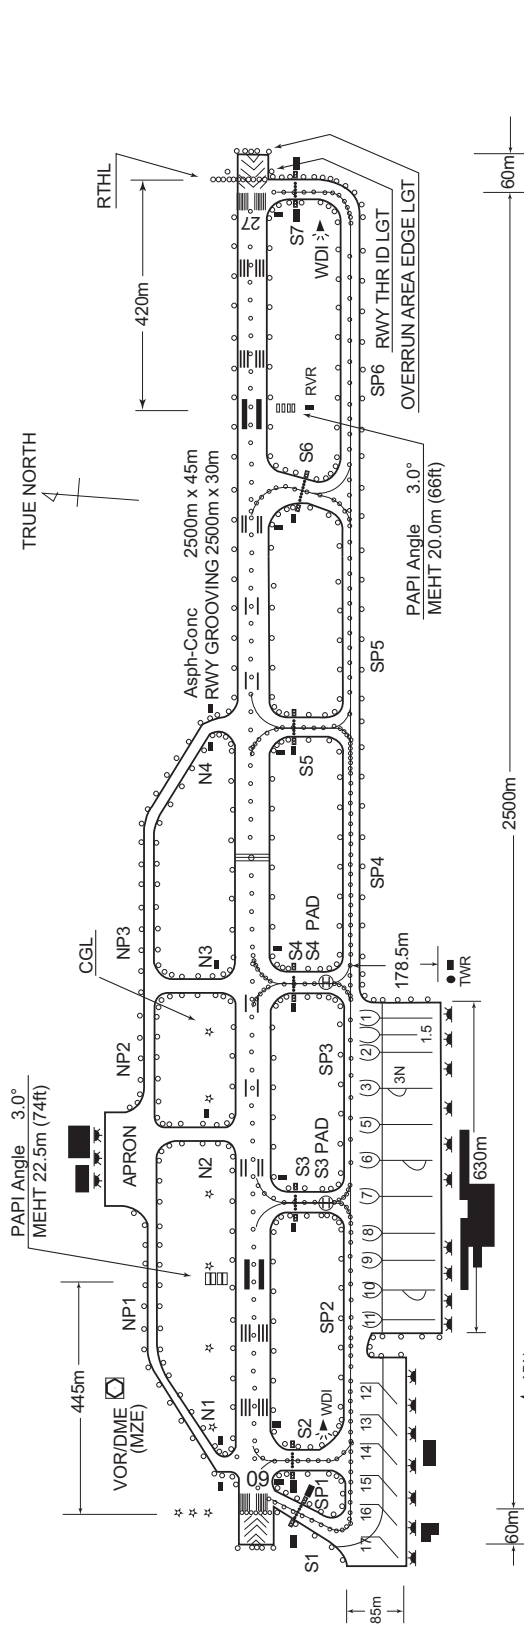 TRUE NORTH
RTHL
420m
Asph-Conc 2500m x 45m
RWY GROOVING 2500m x 30m
CGL
PAPI Angle 3.0°
MEHT 22.5m (74ft)
445m
VOR/DME
(MZE)
NP1
APRON
NP2
NP3
N1
N2
N3
N4
09
27
S1
SP1
S2
WDI
SP2
S3
S3 PAD
SP3
S4
S4 PAD
SP4
S5
SP5
S6
RVR
SP6
S7
WDI
RWY THR ID LGT
OVERRUN AREA EDGE LGT
PAPI Angle 3.0°
MEHT 20.0m (66ft)
178.5m
TWR
17
16
15
14
13
12
11
10
9
8
7
6
5
3
3N
2
1.5
1
630m
85m
60m
2500m
60m